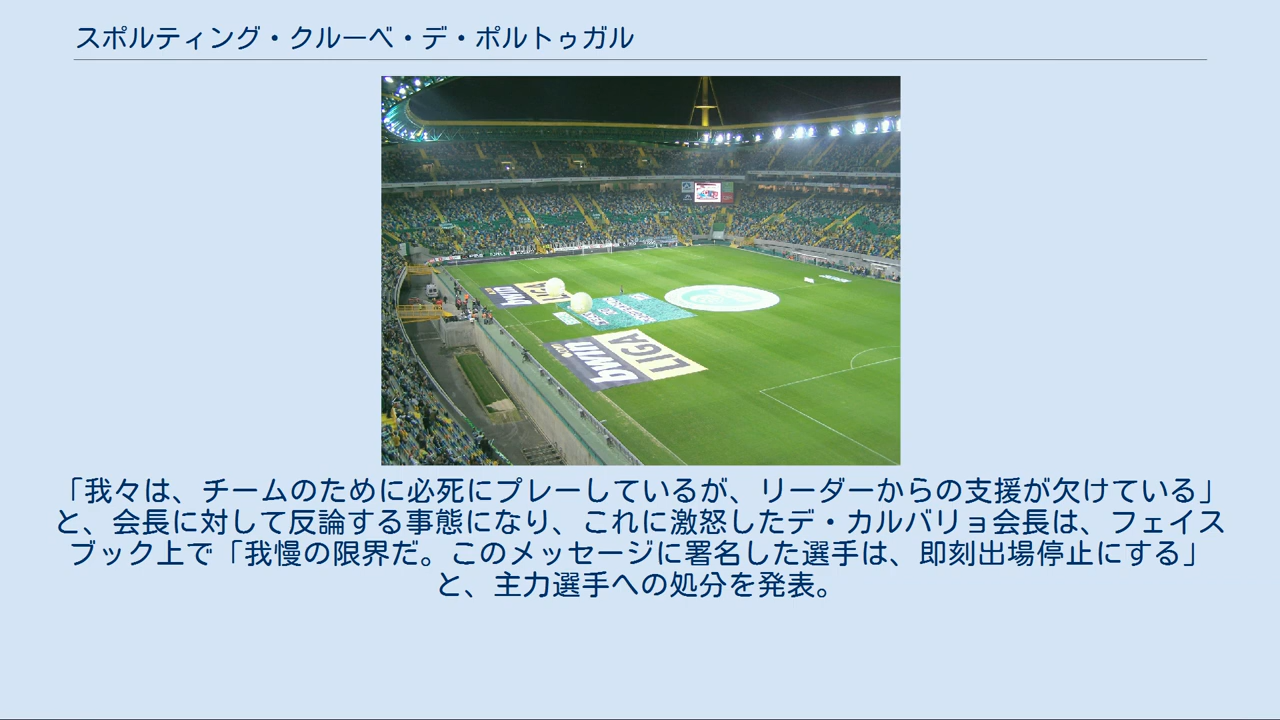 スポルティング・クルーベ・デ・ポルトゥガル
bwin LIGA
bwin LIGA
「我々は、チームのために必死にプレーしているが、リーダーからの支援が欠けている」
と、会長に対して反論する事態になり、これに激怒したデ・カルバリョ会長は、フェイス
ブック上で「我慢の限界だ。このメッセージに署名した選手は、即刻出場停止にする」
と、主力選手への処分を発表。